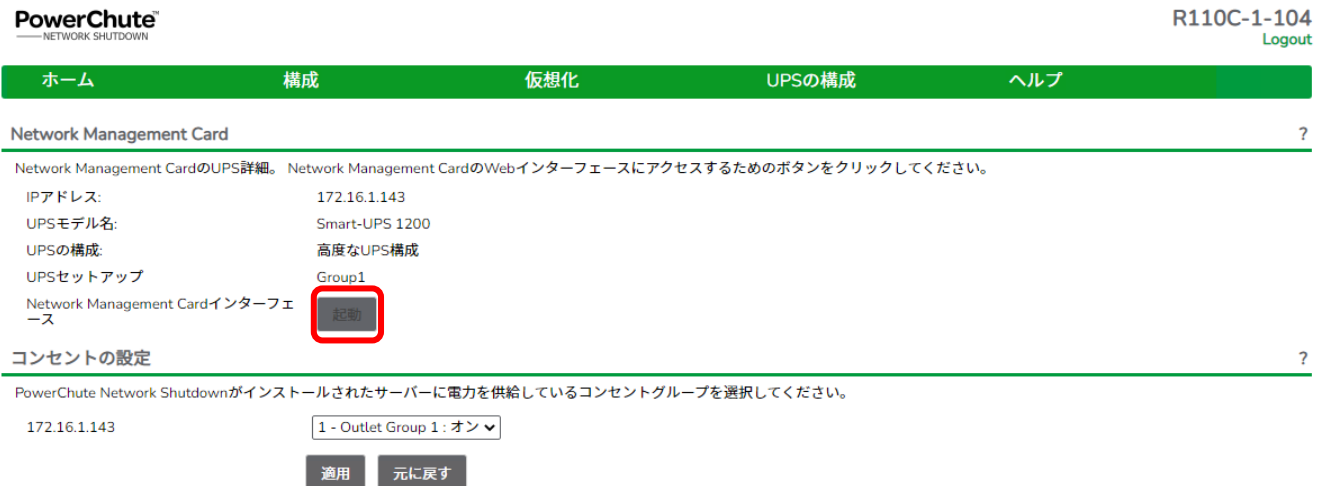 PowerChute™
NETWORK SHUTDOWN
R110C-1-104
Logout
ホーム 構成 仮想化 UPSの構成 ヘルプ
Network Management Card ?
Network Management CardのUPS詳細。 Network Management CardのWebインターフェースにアクセスするためのボタンをクリックしてください。
IPアドレス: 172.16.1.143
UPSモデル名: Smart-UPS 1200
UPSの構成: 高度なUPS構成
UPSセットアップ Group1
Network Management Cardインターフェ
ース 起動
コンセントの設定 ?
PowerChute Network Shutdownがインストールされたサーバーに電力を供給しているコンセントグループを選択してください。
172.16.1.143 1 - Outlet Group 1 : オン
適用 元に戻す